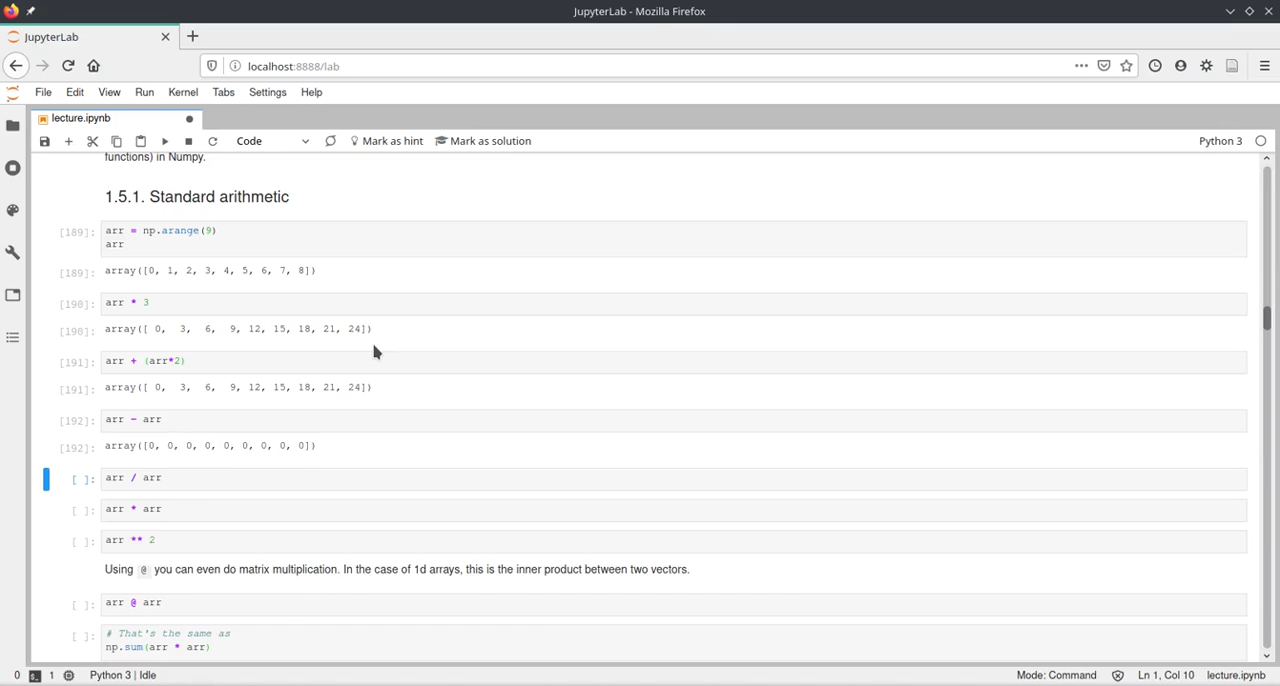 JupyterLab - Mozilla Firefox
JupyterLab
localhost:8888/lab
File Edit View Run Kernel Tabs Settings Help
lecture.ipynb
Code Mark as hint Mark as solution Python 3
functions) in Numpy.
1.5.1. Standard arithmetic
[189]: arr = np.arange(9)
arr
[189]: array([0, 1, 2, 3, 4, 5, 6, 7, 8])
[190]: arr * 3
[190]: array([ 0,  3,  6,  9, 12, 15, 18, 21, 24])
[191]: arr + (arr*2)
[191]: array([ 0,  3,  6,  9, 12, 15, 18, 21, 24])
[192]: arr - arr
[192]: array([0, 0, 0, 0, 0, 0, 0, 0, 0])
[ ]: arr / arr
[ ]: arr * arr
[ ]: arr ** 2
Using @ you can even do matrix multiplication. In the case of 1d arrays, this is the inner product between two vectors.
[ ]: arr @ arr
[ ]: # That's the same as
np.sum(arr * arr)
0 1 Python 3 | Idle Mode: Command Ln 1, Col 10 lecture.ipynb